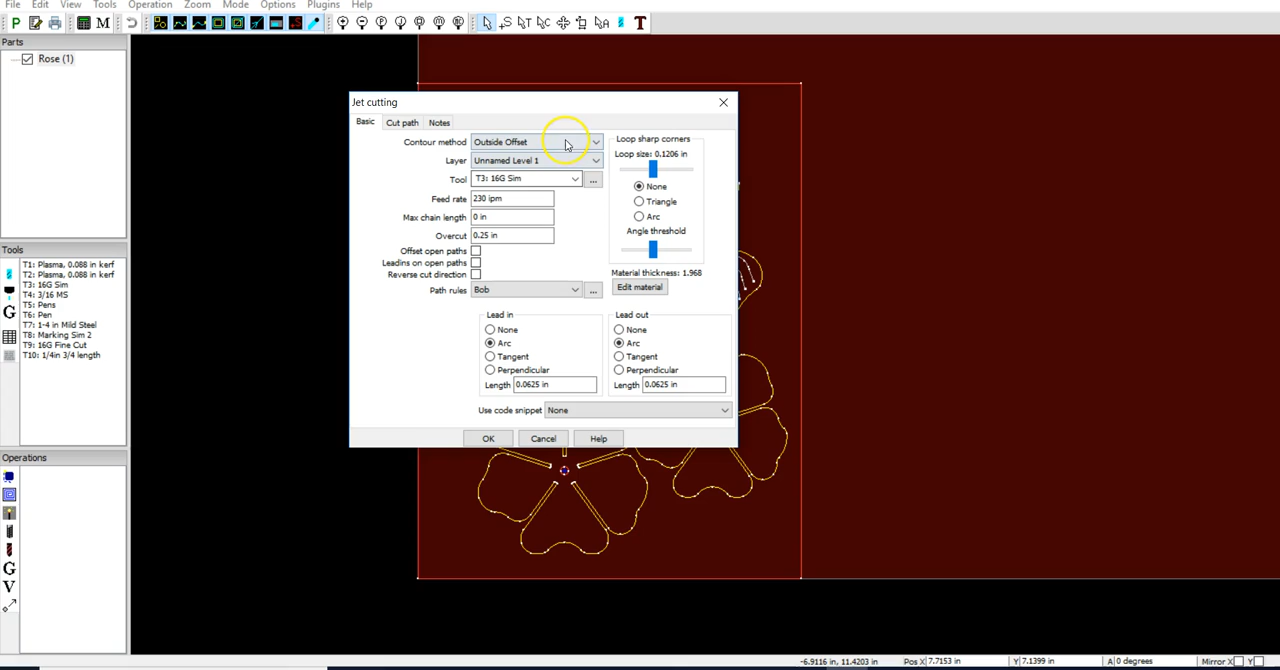 File Edit View Tools Operation Zoom Mode Options Plugins Help
P M S T C A T
Parts
Rose (1)
Tools
T1: Plasma, 0.088 in kerf
T2: Plasma, 0.088 in kerf
T3: 16G Sim
T4: 3/16 MS
T5: Pens
T6: Pen
T7: 1-4 in Mild Steel
T8: Marking Sim 2
T9: 16G Fine Cut
T10: 1/4in 3/4 length
G
Operations
G
V
Jet cutting
Basic Cut path Notes
Contour method Outside Offset
Layer Unnamed Level 1
Tool T3: 16G Sim ...
Feed rate 230 ipm
Max chain length 0 in
Overcut 0.25 in
Offset open paths
Leadins on open paths
Reverse cut direction
Path rules Bob ...
Loop sharp corners
Loop size: 0.1206 in
None
Triangle
Arc
Angle threshold
Material thickness: 1.968
Edit material
Lead in
None
Arc
Tangent
Perpendicular
Length 0.0625 in
Lead out
None
Arc
Tangent
Perpendicular
Length 0.0625 in
Use code snippet None
OK Cancel Help
-6.9116 in, 11.4203 in Pos X 7.7153 in Y 7.1399 in A 0 degrees Mirror X Y